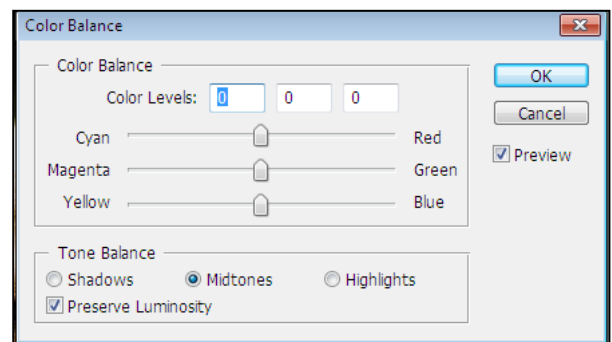 Color Balance
Color Balance
Color Levels: 0 0 0
Cyan Red
Magenta Green
Yellow Blue
Tone Balance
Shadows Midtones Highlights
Preserve Luminosity
OK
Cancel
Preview